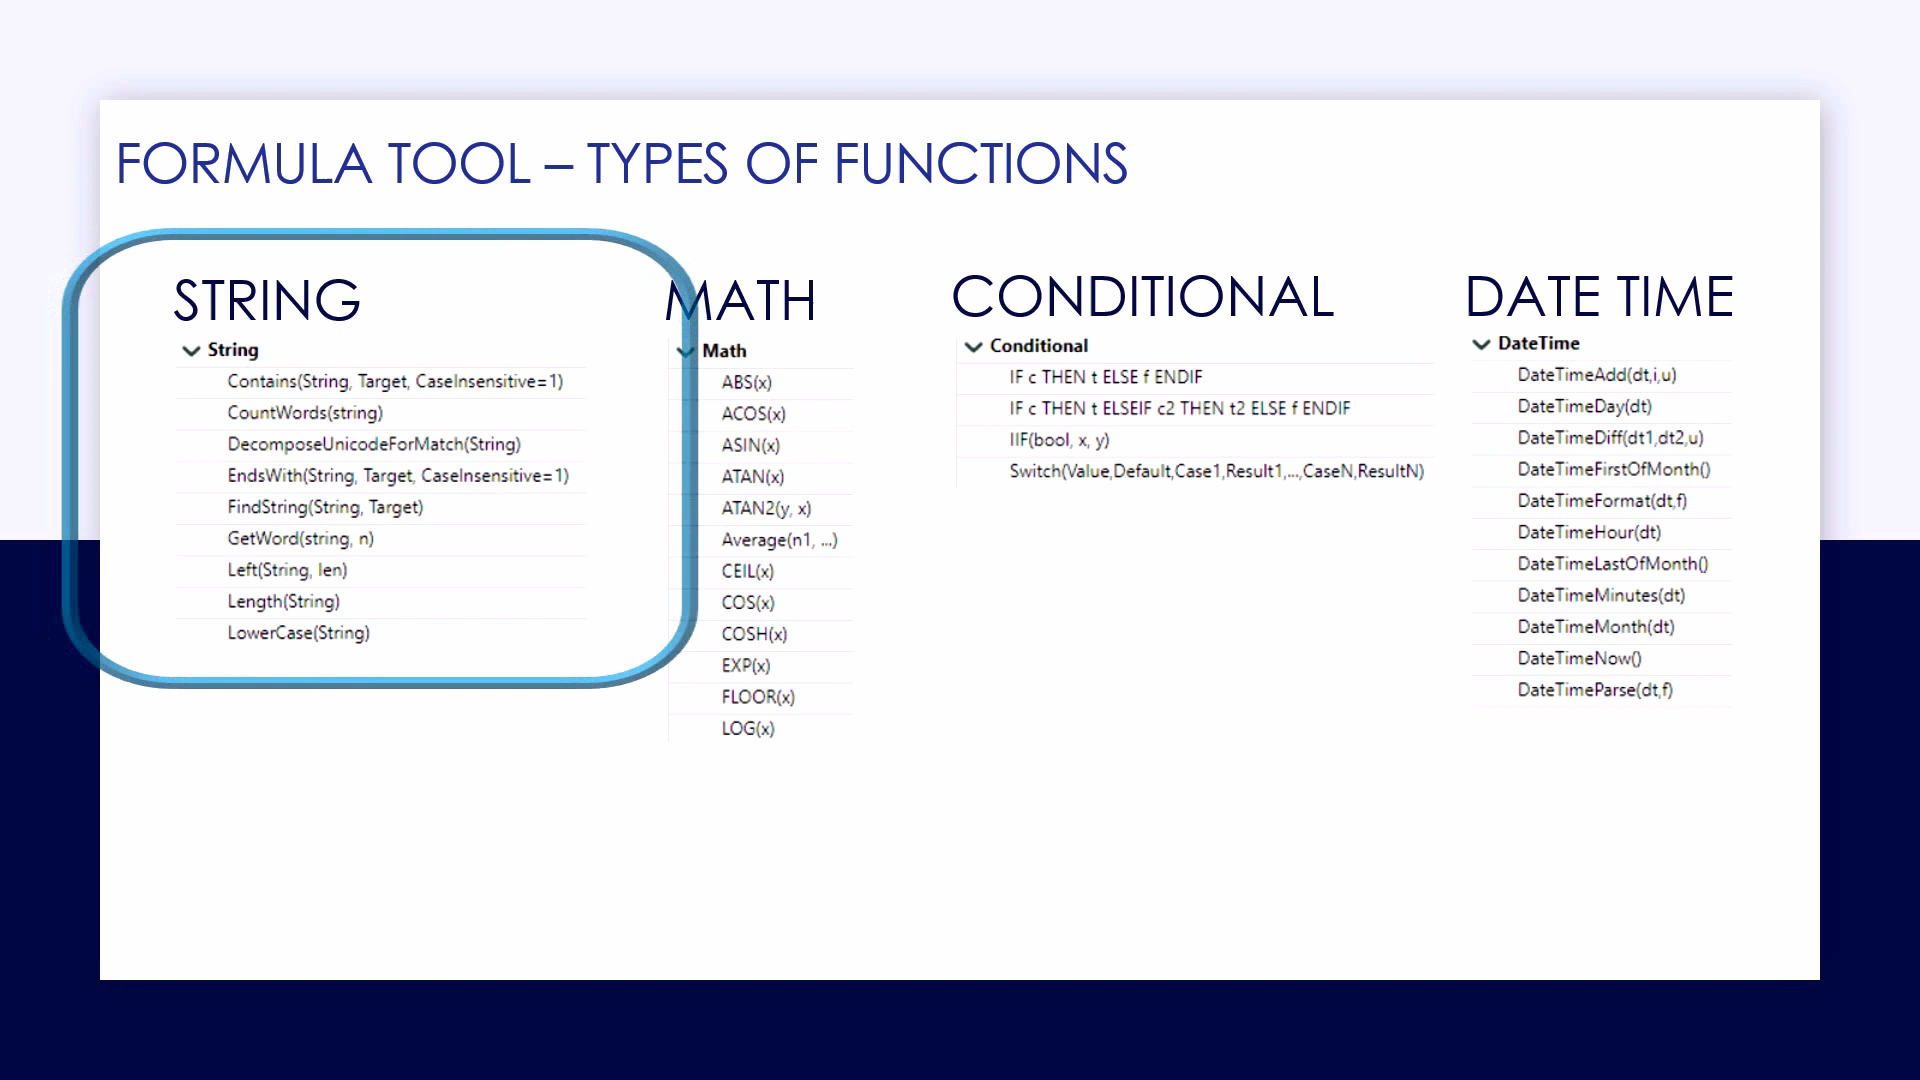 FORMULA TOOL – TYPES OF FUNCTIONS
STRING
String
Contains(String, Target, CaseInsensitive=1)
CountWords(string)
DecomposeUnicodeForMatch(String)
EndsWith(String, Target, CaseInsensitive=1)
FindString(String, Target)
GetWord(string, n)
Left(String, len)
Length(String)
LowerCase(String)
MATH
Math
ABS(x)
ACOS(x)
ASIN(x)
ATAN(x)
ATAN2(y, x)
Average(n1, ...)
CEIL(x)
COS(x)
COSH(x)
EXP(x)
FLOOR(x)
LOG(x)
CONDITIONAL
Conditional
IF c THEN t ELSE f ENDIF
IF c THEN t ELSEIF c2 THEN t2 ELSE f ENDIF
IIF(bool, x, y)
Switch(Value,Default,Case1,Result1,...,CaseN,ResultN)
DATE TIME
DateTime
DateTimeAdd(dt,i,u)
DateTimeDay(dt)
DateTimeDiff(dt1,dt2,u)
DateTimeFirstOfMonth()
DateTimeFormat(dt,f)
DateTimeHour(dt)
DateTimeLastOfMonth()
DateTimeMinutes(dt)
DateTimeMonth(dt)
DateTimeNow()
DateTimeParse(dt,f)